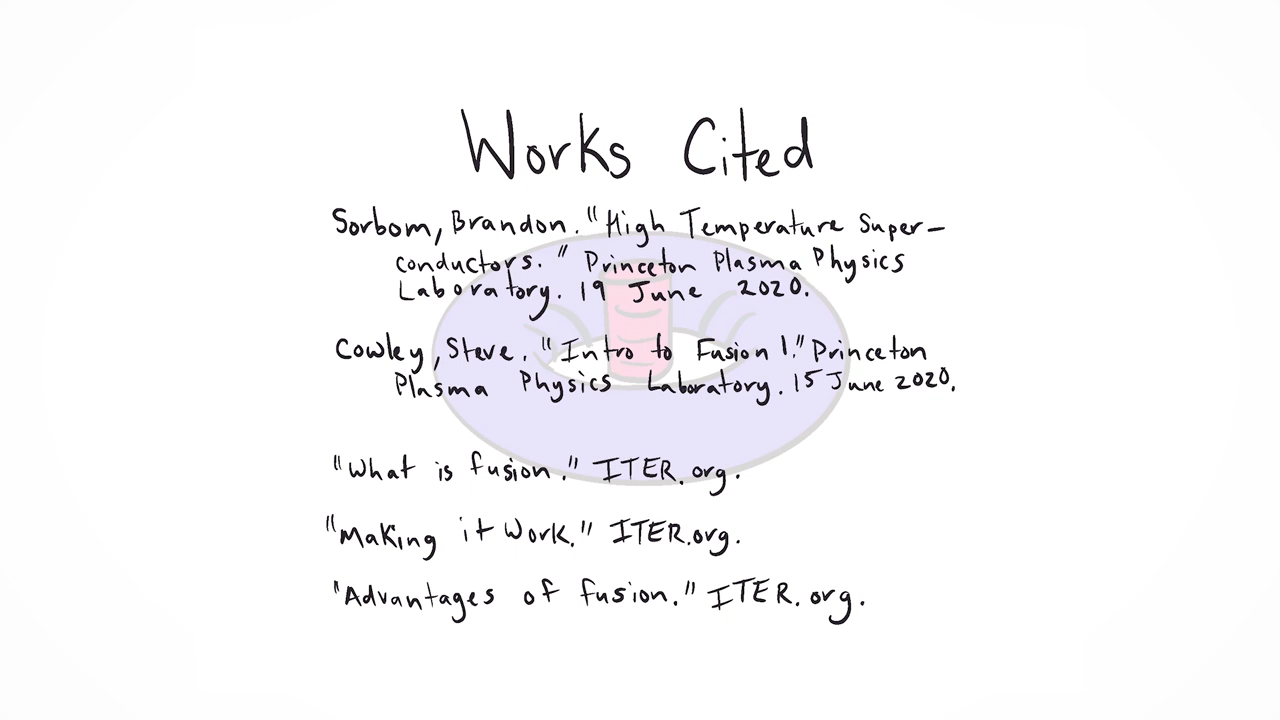 Works Cited
Sorbom, Brandon. "High Temperature Super-
conductors." Princeton Plasma Physics
Laboratory. 19 June 2020.
Cowley, Steve. "Intro to Fusion 1." Princeton
Plasma Physics Laboratory. 15 June 2020.
"What is fusion." ITER.org.
"Making it Work." ITER.org.
"Advantages of fusion." ITER.org.